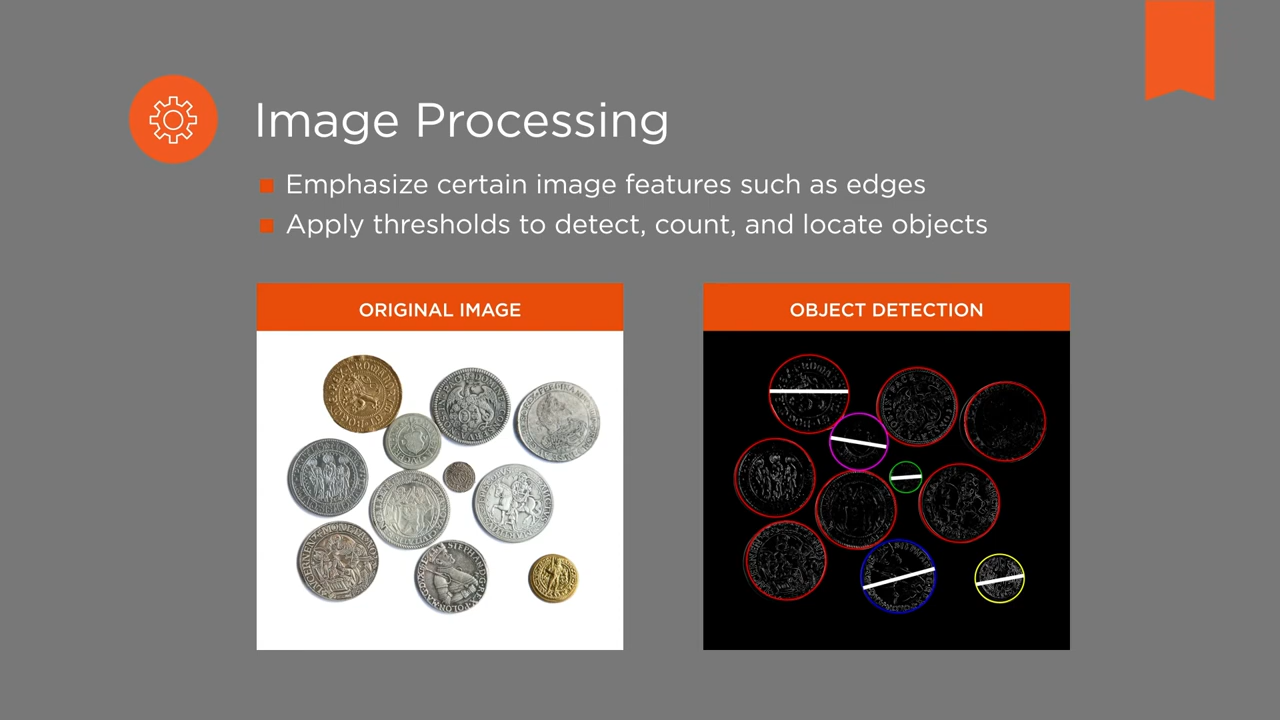 Image Processing
Emphasize certain image features such as edges
Apply thresholds to detect, count, and locate objects
ORIGINAL IMAGE
OBJECT DETECTION